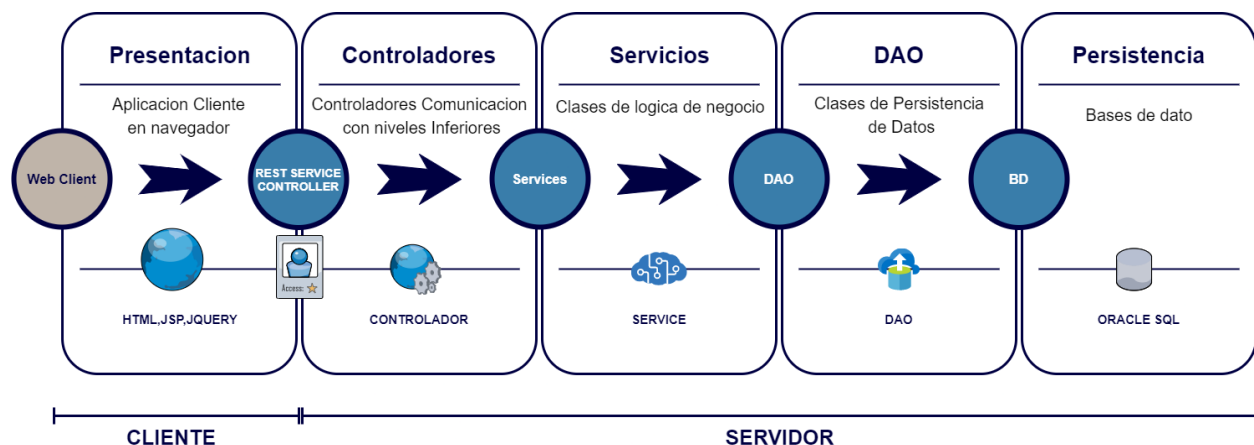 Presentacion
Aplicacion Cliente
en navegador
Web Client
HTML,JSP,JQUERY
Controladores
Controladores Comunicacion
con niveles Inferiores
REST SERVICE
CONTROLLER
Access:
CONTROLADOR
Servicios
Clases de logica de negocio
Services
SERVICE
DAO
Clases de Persistencia
de Datos
DAO
DAO
Persistencia
Bases de dato
BD
ORACLE SQL
CLIENTE
SERVIDOR